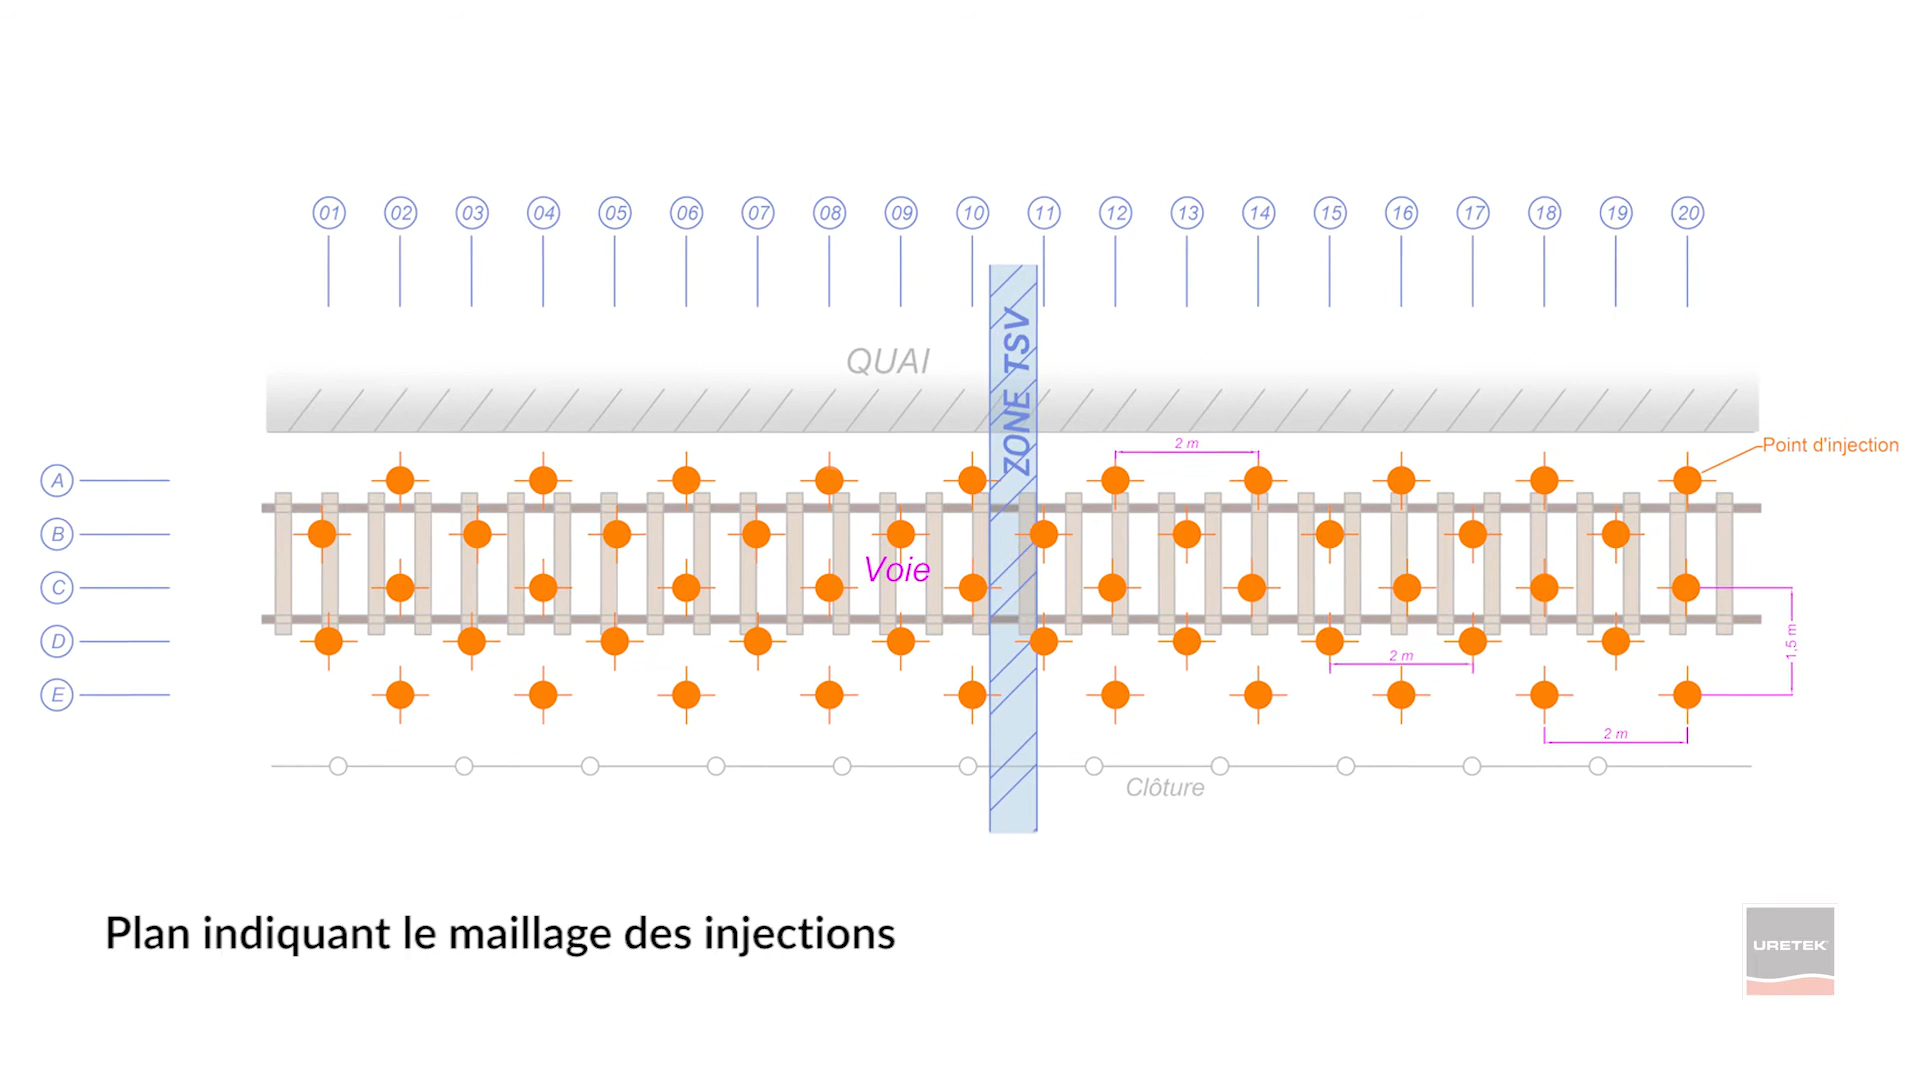 01 02 03 04 05 06 07 08 09 10 11 12 13 14 15 16 17 18 19 20
QUAI
ZONE TSV
2 m
Point d'injection
A
B
Voie
C
D
1,5 m
2 m
E
2 m
Clôture
Plan indiquant le maillage des injections
URETEK